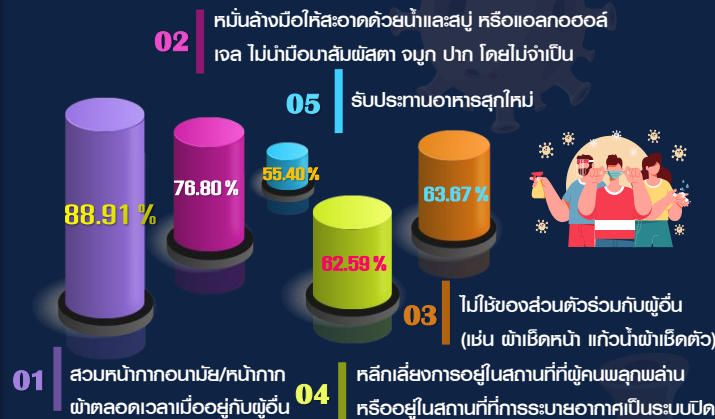 02
หมั่นล้างมือให้สะอาดด้วยน้ำและสบู่ หรือแอลกอฮอล์
เจล ไม่นำมือมาสัมผัสตา จมูก ปาก โดยไม่จำเป็น
05
รับประทานอาหารสุกใหม่
88.91 %
76.80 %
55.40 %
62.59 %
63.67 %
03
ไม่ใช้ของส่วนตัวร่วมกับผู้อื่น
(เช่น ผ้าเช็ดหน้า แก้วน้ำผ้าเช็ดตัว)
01
สวมหน้ากากอนามัย/หน้ากาก
ผ้าตลอดเวลาเมื่ออยู่กับผู้อื่น
04
หลีกเลี่ยงการอยู่ในสถานที่ที่ผู้คนพลุกพล่าน
หรืออยู่ในสถานที่ที่การระบายอากาศเป็นระบบปิด